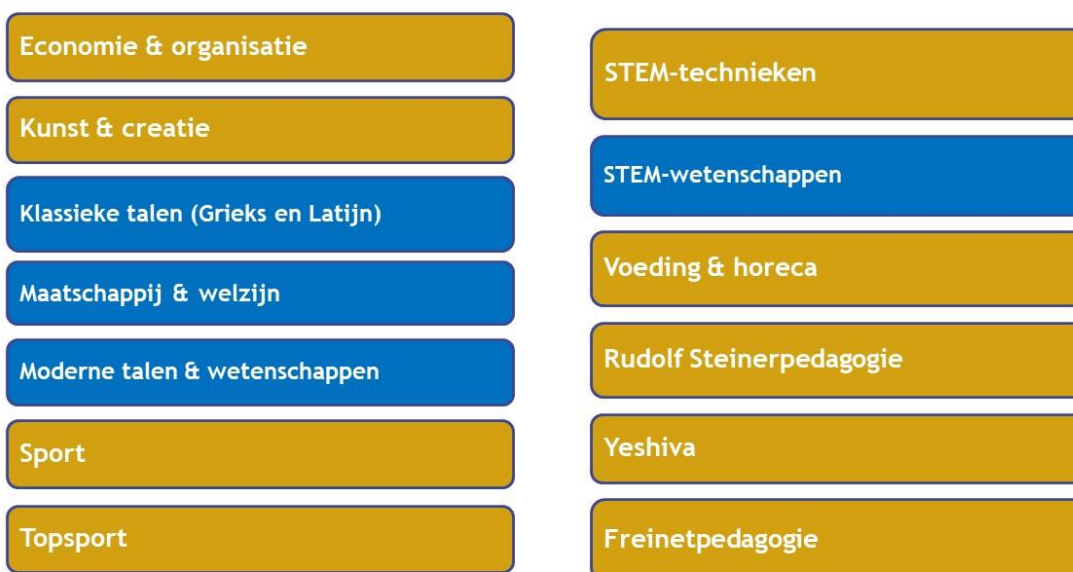 Economie & organisatie
Kunst & creatie
Klassieke talen (Grieks en Latijn)
Maatschappij & welzijn
Moderne talen & wetenschappen
Sport
Topsport
STEM-technieken
STEM-wetenschappen
Voeding & horeca
Rudolf Steinerpedagogie
Yeshiva
Freinetpedagogie